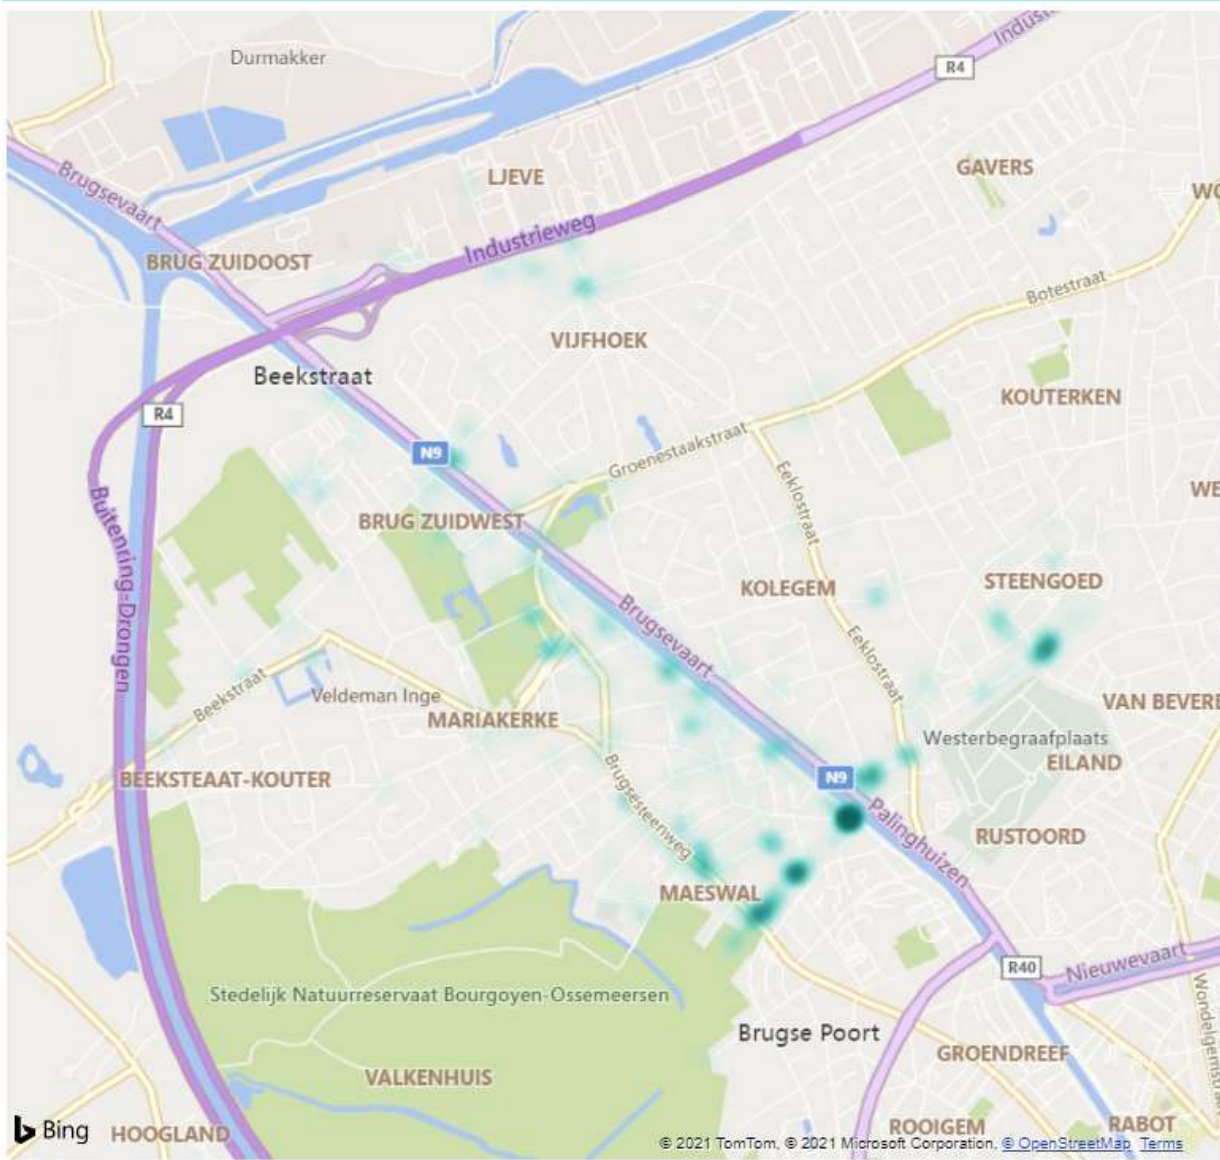 Durmakker
R4
Indust
LJEVE
GAVERS
Brugsevaart
WO
Industrieweg
BRUG ZUIDOOST
Botestraat
VIJFHOEK
Beekstraat
KOUTERKEN
R4
N9
Groenestaakstraat
Eeklostraat
WE
Buitenring-Drongen
BRUG ZUIDWEST
STEENGOED
KOLEGEM
Brugsevaart
Eeklostraat
Beekstraat
Veldeman Inge
VAN BEVERE
MARIAKERKE
Westerbegraafplaats
EILAND
BEEKSTEAAT-KOUTER
N9
Brugsesteenweg
Palinghuizen
RUSTOORD
MAESWAL
Nieuwevaart
R40
Stedelijk Natuurreservaat Bourgoyen-Ossemeersen
Wondelgemstraa
Brugse Poort
GROENDREEF
VALKENHUIS
Bing
HOOGLAND
ROOIGEM
RABOT
© 2021 TomTom, © 2021 Microsoft Corporation, © OpenStreetMap Terms